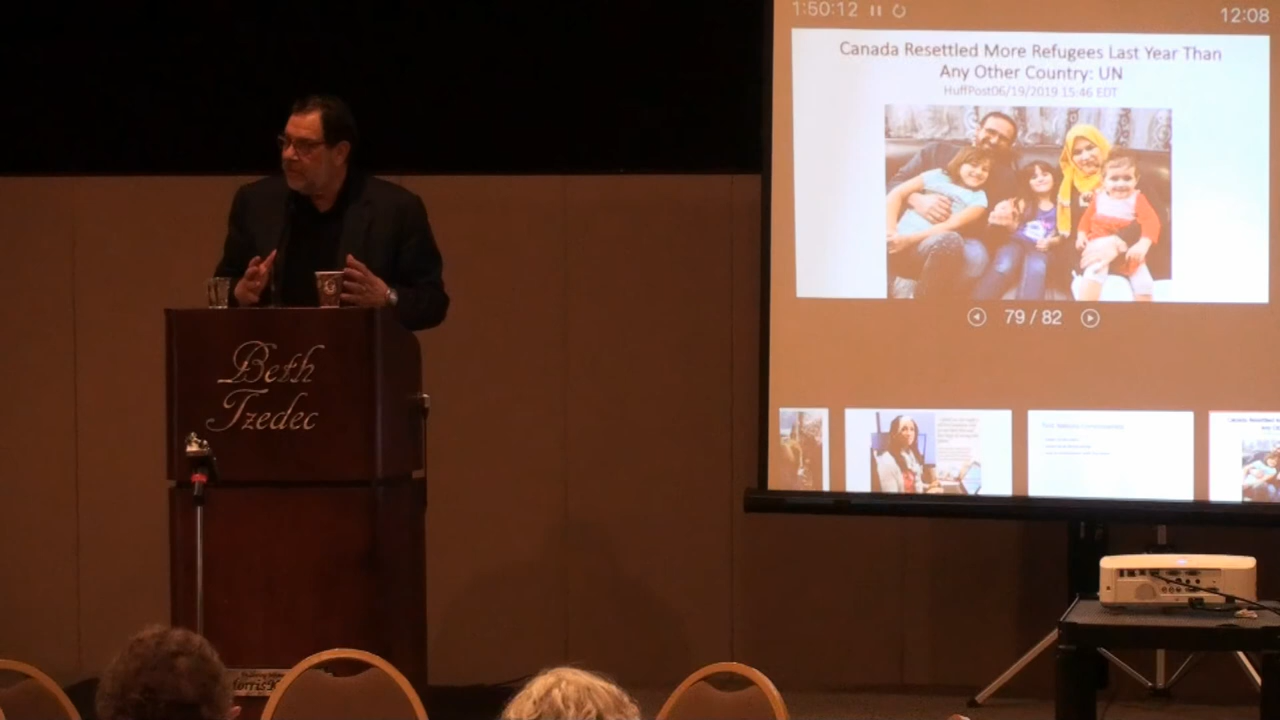 1:50:12
12:08
Canada Resettled More Refugees Last Year Than
Any Other Country: UN
HuffPost06/19/2019 15:46 EDT
79 / 82
Beth
Tzedec